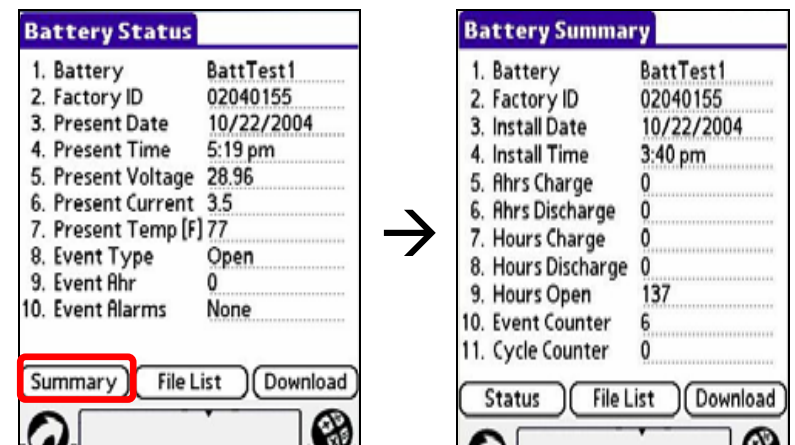 Battery Status
1. Battery BattTest1
2. Factory ID 02040155
3. Present Date 10/22/2004
4. Present Time 5:19 pm
5. Present Voltage 28.96
6. Present Current 3.5
7. Present Temp [F] 77
8. Event Type Open
9. Event Ahr 0
10. Event Alarms None
Summary File List Download
→
Battery Summary
1. Battery BattTest1
2. Factory ID 02040155
3. Install Date 10/22/2004
4. Install Time 3:40 pm
5. Ahrs Charge 0
6. Ahrs Discharge 0
7. Hours Charge 0
8. Hours Discharge 0
9. Hours Open 137
10. Event Counter 6
11. Cycle Counter 0
Status File List Download